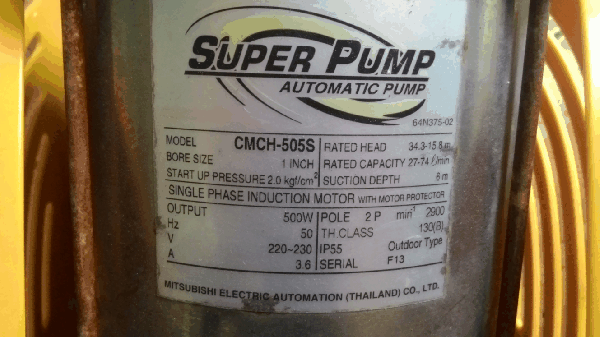 SUPER PUMP
AUTOMATIC PUMP
64N375-02
MODEL CMCH-505S RATED HEAD 34.3-15.8 m
BORE SIZE 1 INCH RATED CAPACITY 27-74 ℓ/min
START UP PRESSURE 2.0 kgf/cm² SUCTION DEPTH 6 m
SINGLE PHASE INDUCTION MOTOR WITH MOTOR PROTECTOR
OUTPUT 500W POLE 2 P min⁻¹ 2900
Hz 50 TH.CLASS 130(B)
V 220~230 IP55 Outdoor Type
A 3.6 SERIAL F13
MITSUBISHI ELECTRIC AUTOMATION (THAILAND) CO., LTD.